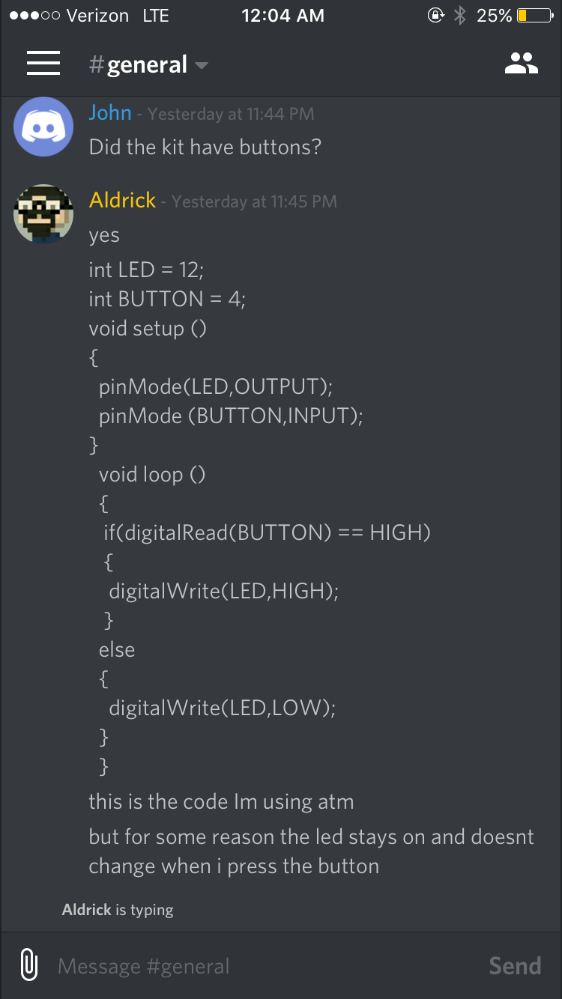 Verizon LTE 12:04 AM 25%
#general
John - Yesterday at 11:44 PM
Did the kit have buttons?
Aldrick - Yesterday at 11:45 PM
yes
int LED = 12;
int BUTTON = 4;
void setup ()
{
pinMode(LED,OUTPUT);
pinMode (BUTTON,INPUT);
}
void loop ()
{
if(digitalRead(BUTTON) == HIGH)
{
digitalWrite(LED,HIGH);
}
else
{
digitalWrite(LED,LOW);
}
}
this is the code Im using atm
but for some reason the led stays on and doesnt
change when i press the button
Aldrick is typing
Message #general Send